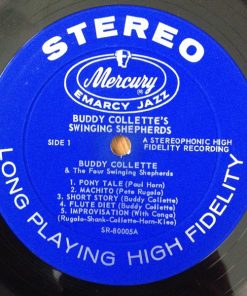 STEREO
Mercury
EMARCY JAZZ
BUDDY COLLETTE'S
SWINGING SHEPHERDS
SIDE 1
A STEREOPHONIC HIGH
FIDELITY RECORDING
BUDDY COLLETTE
& The Four Swinging Shepherds
1. PONY TALE (Paul Horn)
2. MACHITO (Pete Rugolo)
3. SHORT STORY (Buddy Collette)
4. FLUTE DIET (Buddy Collette)
5. IMPROVISATION (With Conga)
(Rugolo-Shank-Collette-Horn-Klee)
SR-80005A
LONG PLAYING HIGH FIDELITY